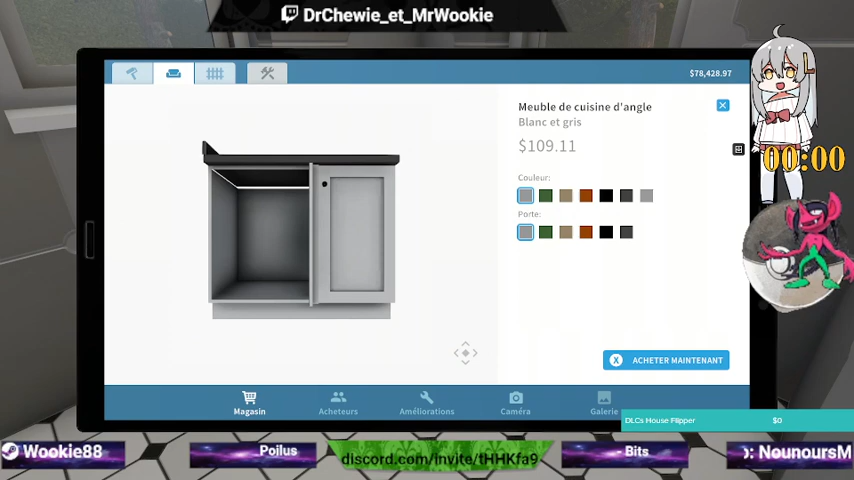 DrChewie_et_MrWookie
$78,428.97
Meuble de cuisine d'angle
Blanc et gris
$109.11
Couleur:
Porte:
00:00
X ACHETER MAINTENANT
Magasin
Acheteurs
Améliorations
Caméra
Galerie
DLCs House Flipper $0
Wookie88
Poilus
discord.com/invite/tHHKfa9
- Bits
): NounoursM